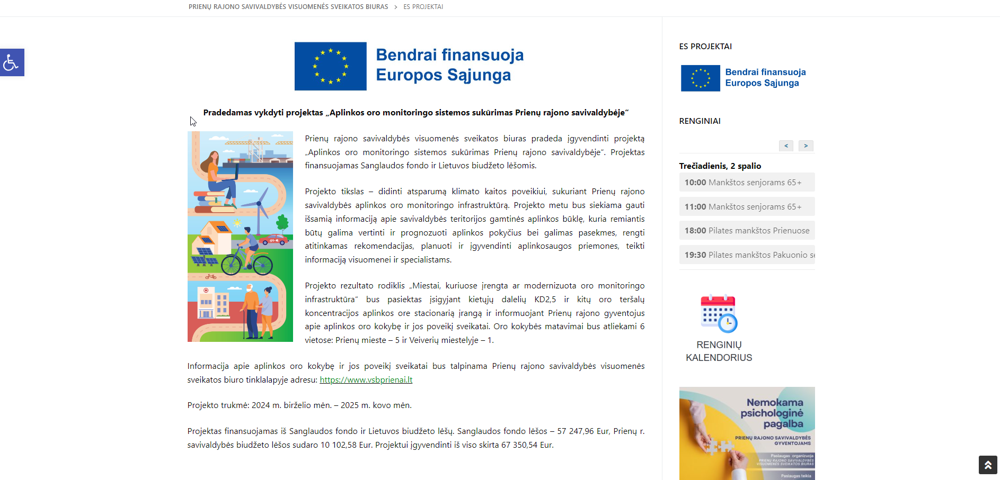 PRIENŲ RAJONO SAVIVALDYBĖS VISUOMENĖS SVEIKATOS BIURAS > ES PROJEKTAI
Bendrai finansuoja
Europos Sąjunga
Pradedamas vykdyti projektas „Aplinkos oro monitoringo sistemos sukūrimas Prienų rajono savivaldybėje“
Prienų rajono savivaldybės visuomenės sveikatos biuras pradeda įgyvendinti projektą
„Aplinkos oro monitoringo sistemos sukūrimas Prienų rajono savivaldybėje“. Projektas
finansuojamas Sanglaudos fondo ir Lietuvos biudžeto lėšomis.
Projekto tikslas – didinti atsparumą klimato kaitos poveikiui, sukuriant Prienų rajono
savivaldybės aplinkos oro monitoringo infrastruktūrą. Projekto metu bus siekiama gauti
išsamią informaciją apie savivaldybės teritorijos gamtinės aplinkos būklę, kuria remiantis
būtų galima vertinti ir prognozuoti aplinkos pokyčius bei galimas pasekmes, rengti
atitinkamas rekomendacijas, planuoti ir įgyvendinti aplinkosaugos priemones, teikti
informaciją visuomenei ir specialistams.
Projekto rezultato rodiklis „Miestai, kuriuose įrengta ar modernizuota oro monitoringo
infrastruktūra“ bus pasiektas įsigyjant kietųjų dalelių KD2,5 ir kitų oro teršalų
koncentracijos aplinkos ore stacionarią įrangą ir informuojant Prienų rajono gyventojus
apie aplinkos oro kokybę ir jos poveikį sveikatai. Oro kokybės matavimai bus atliekami 6
vietose: Prienų mieste – 5 ir Veiverių miestelyje – 1.
Informacija apie aplinkos oro kokybę ir jos poveikį sveikatai bus talpinama Prienų rajono savivaldybės visuomenės
sveikatos biuro tinklalapyje adresu: https://www.vsbprienai.lt
Projekto trukmė: 2024 m. birželio mėn. – 2025 m. kovo mėn.
Projektas finansuojamas iš Sanglaudos fondo ir Lietuvos biudžeto lėšų. Sanglaudos fondo lėšos – 57 247,96 Eur, Prienų r.
savivaldybės biudžeto lėšos sudaro 10 102,58 Eur. Projektui įgyvendinti iš viso skirta 67 350,54 Eur.
ES PROJEKTAI
Bendrai finansuoja
Europos Sąjunga
RENGINIAI
< >
Trečiadienis, 2 spalio
10:00 Mankštos senjorams 65+
11:00 Mankštos senjorams 65+
18:00 Pilates mankštos Prienuose
19:30 Pilates mankštos Pakuonio se
RENGINIŲ
KALENDORIUS
Nemokama
psichologinė
pagalba
PRIENŲ RAJONO SAVIVALDYBĖS
GYVENTOJAMS
Paslaugas organizuoja
PRIENŲ RAJONO SAVIVALDYBĖS
VISUOMENĖS SVEIKATOS BIURAS
Paslaugas teikia